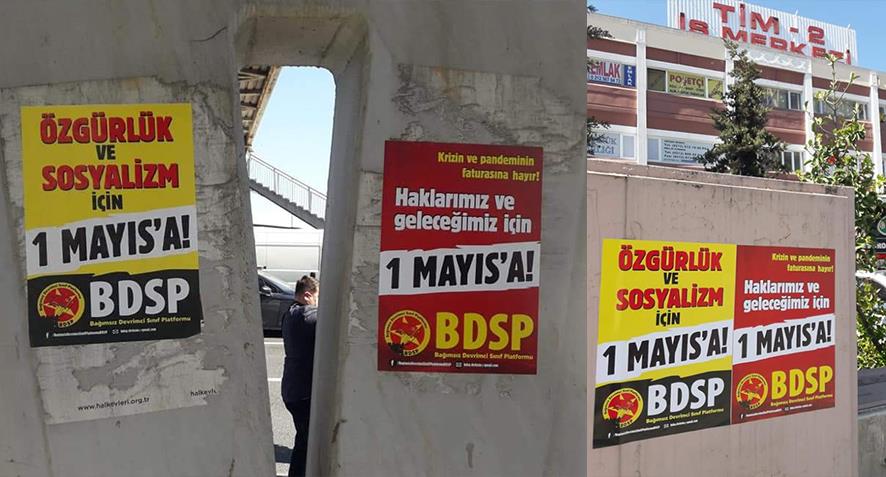 ÖZGÜRLÜK
VE
SOSYALİZM
İÇİN
1 MAYIS'A!
BDSP
Bağımsız Devrimci Sınıf Platformu
www.halkevleri.org.tr
halkev
Krizin ve pandeminin
faturasına hayır!
Haklarımız ve
geleceğimiz için
1 MAYIS'A!
BDSP
Bağımsız Devrimci Sınıf Platformu
TİM - 2
İŞ MERKEZİ
EMLAK
POŞETÇİ
ÖZGÜRLÜK
VE
SOSYALİZM
İÇİN
1 MAYIS'A!
BDSP
Bağımsız Devrimci Sınıf Platformu
Krizin ve pandeminin
faturasına hayır!
Haklarımız ve
geleceğimiz için
1 MAYIS'A!
BDSP
Bağımsız Devrimci Sınıf Platformu